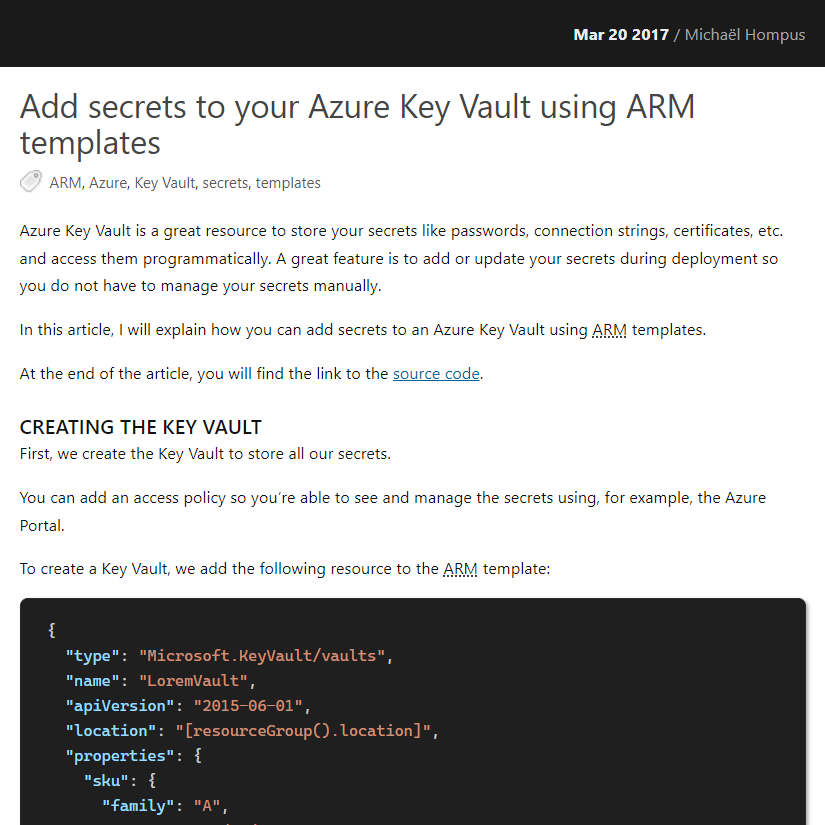 Mar 20 2017 / Michaël Hompus
Add secrets to your Azure Key Vault using ARM
templates
ARM, Azure, Key Vault, secrets, templates
Azure Key Vault is a great resource to store your secrets like passwords, connection strings, certificates, etc.
and access them programmatically. A great feature is to add or update your secrets during deployment so
you do not have to manage your secrets manually.
In this article, I will explain how you can add secrets to an Azure Key Vault using ARM templates.
At the end of the article, you will find the link to the source code.
CREATING THE KEY VAULT
First, we create the Key Vault to store all our secrets.
You can add an access policy so you’re able to see and manage the secrets using, for example, the Azure
Portal.
To create a Key Vault, we add the following resource to the ARM template:
{
"type": "Microsoft.KeyVault/vaults",
"name": "LoremVault",
"apiVersion": "2015-06-01",
"location": "[resourceGroup().location]",
"properties": {
"sku": {
"family": "A",